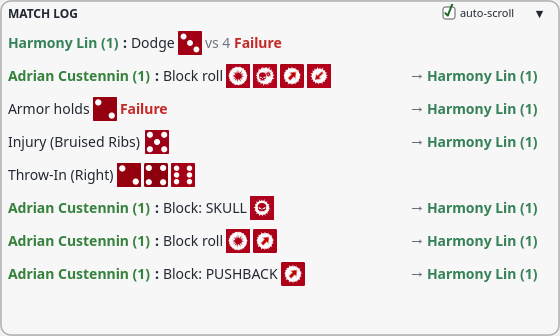 MATCH LOG auto-scroll ▼
Harmony Lin (1) : Dodge vs 4 Failure
Adrian Custennin (1) : Block roll → Harmony Lin (1)
Armor holds Failure → Harmony Lin (1)
Injury (Bruised Ribs) → Harmony Lin (1)
Throw-In (Right)
Adrian Custennin (1) : Block: SKULL → Harmony Lin (1)
Adrian Custennin (1) : Block roll → Harmony Lin (1)
Adrian Custennin (1) : Block: PUSHBACK → Harmony Lin (1)